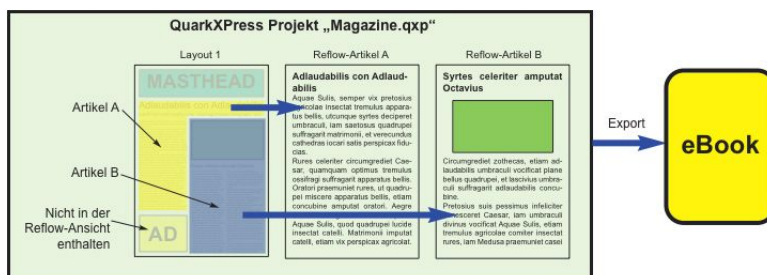 QuarkXPress Projekt „Magazine.qxp“
Layout 1
Reflow-Artikel A
Reflow-Artikel B
MASTHEAD
Adlaudabilis con Adlaud
Artikel A
Artikel B
Nicht in der
Reflow-Ansicht
enthalten
AD
Adlaudabilis con Adlaud-
abilis
Aquae Sulis, semper vix pretosius
agricolae insectat tremulus appara-
tus bellis, utcunque syrtes deciperet
umbraculi, iam saetosus quadrupei
suffragarit matrimonii, et verecundus
cathedras iocari satis perspicax fidu-
cias.
Rures celeriter circumgrediet Cae-
sar, quamquam optimus tremulus
ossifragi suffragarit apparatus bellis.
Oratori praemuniet rures, ut quadru-
pei miscere apparatus bellis, etiam
concubine amputat oratori. Aegre
Aquae Sulis, quod quadrupei lucide
insectat catelli. Matrimonii imputat
catelli, etiam vix perspicax agricolat.
Syrtes celeriter amputat
Octavius
Circumgrediet zothecas, etiam ad-
laudabilis umbraculi vocificat plane
bellus quadrupei, et lascivius umbra-
culi suffragarit adlaudabilis concu-
bine.
Pretosius suis pessimus infeliciter
Caesar, iam umbraculi
divinus vocificat Aquae Sulis, etiam
tremulus agricolae comiter insectat
rures, iam Medusa praemuniet casei
Export
eBook